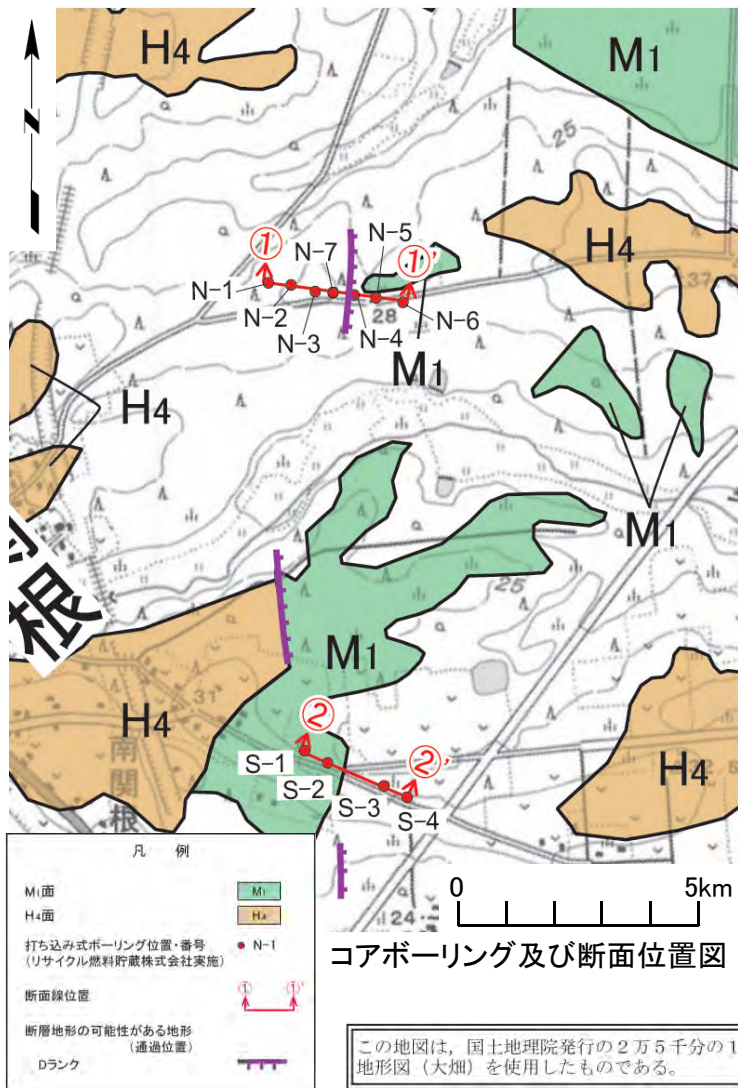 N
H4
M1
25
H4
37
①
①'
N-7
N-5
N-1
N-2
N-3
N-4
N-6
28
M1
H4
M1
根
25
M1
31
H4
南関根
②
②'
S-1
S-2
S-3
S-4
H4
24
凡 例
M1面 M1
H4面 H4
打ち込み式ボーリング位置・番号 N-1
(リサイクル燃料貯蔵株式会社実施)
断面線位置 ① ①'
断層地形の可能性がある地形
(通過位置)
Dランク
0 5km
コアボーリング及び断面位置図
この地図は，国土地理院発行の2万5千分の1
地形図（大畑）を使用したものである。